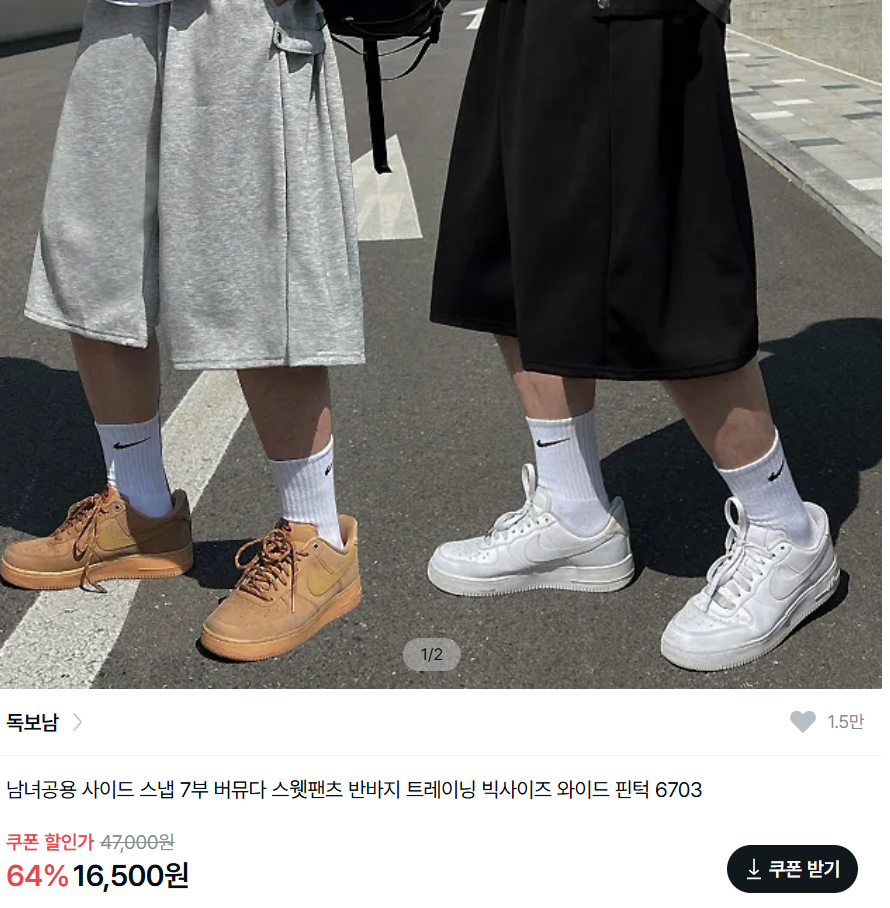 1/2
독보남
1.5만
남녀공용 사이드 스냅 7부 버뮤다 스웻팬츠 반바지 트레이닝 빅사이즈 와이드 핀턱 6703
쿠폰 할인가 47,000원
64% 16,500원
쿠폰 받기